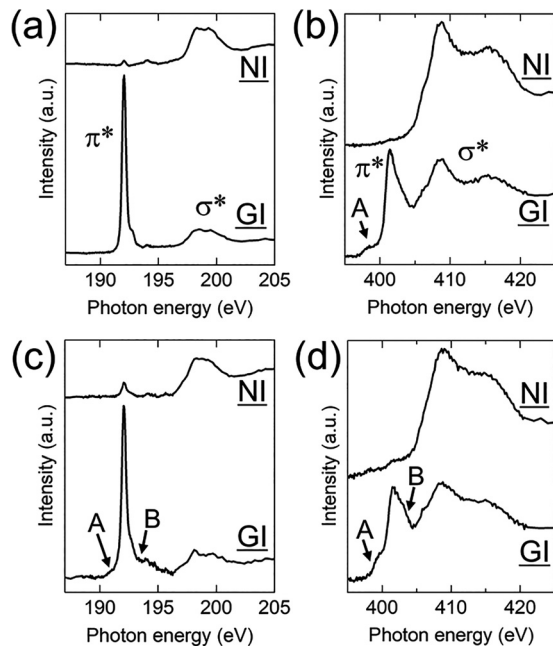 (a)
NI
π*
σ*
GI
Intensity (a.u.)
190 195 200 205
Photon energy (eV)
(b)
NI
π*
σ*
A
GI
Intensity (a.u.)
400 410 420
Photon energy (eV)
(c)
NI
A
B
GI
Intensity (a.u.)
190 195 200 205
Photon energy (eV)
(d)
NI
B
A
GI
Intensity (a.u.)
400 410 420
Photon energy (eV)